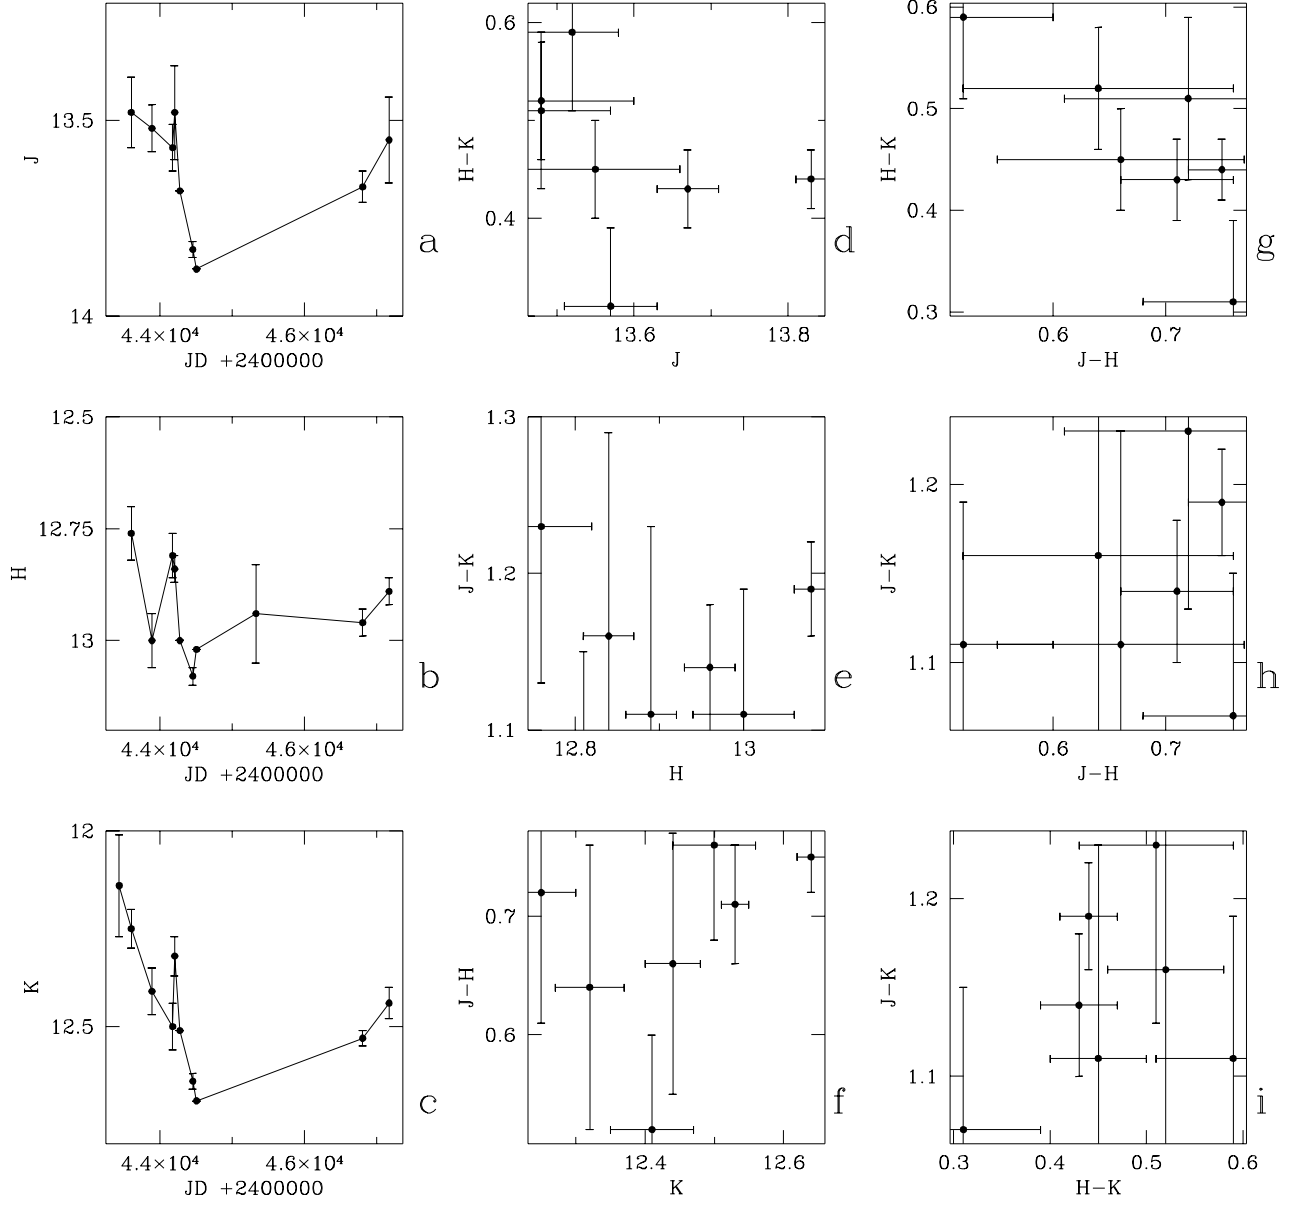 J
13.5
14
4.4×10⁴
4.6×10⁴
JD +2400000
a
H−K
0.6
0.4
13.6
13.8
J
d
H−K
0.6
0.5
0.4
0.3
0.6
0.7
J−H
g
H
12.5
12.75
13
4.4×10⁴
4.6×10⁴
JD +2400000
b
J−K
1.3
1.2
1.1
12.8
13
H
e
J−K
1.2
1.1
0.6
0.7
J−H
h
K
12
12.5
4.4×10⁴
4.6×10⁴
JD +2400000
c
J−H
0.7
0.6
12.4
12.6
K
f
J−K
1.2
1.1
0.3
0.4
0.5
0.6
H−K
i